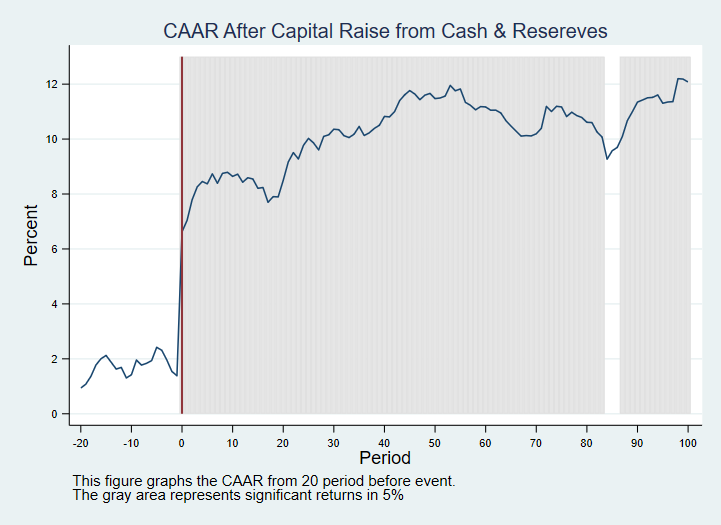 CAAR After Capital Raise from Cash & Resereves
Percent
12
10
8
6
4
2
0
-20 -10 0 10 20 30 40 50 60 70 80 90 100
Period
This figure graphs the CAAR from 20 period before event.
The gray area represents significant returns in 5%